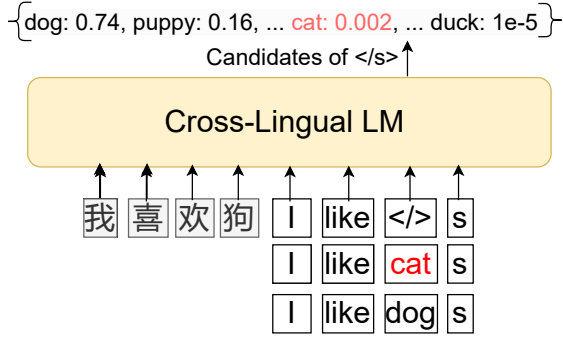 {dog: 0.74, puppy: 0.16, ... cat: 0.002, ... duck: 1e-5}
Candidates of </s>
Cross-Lingual LM
我 喜 欢 狗 I like </> s
I like cat s
I like dog s